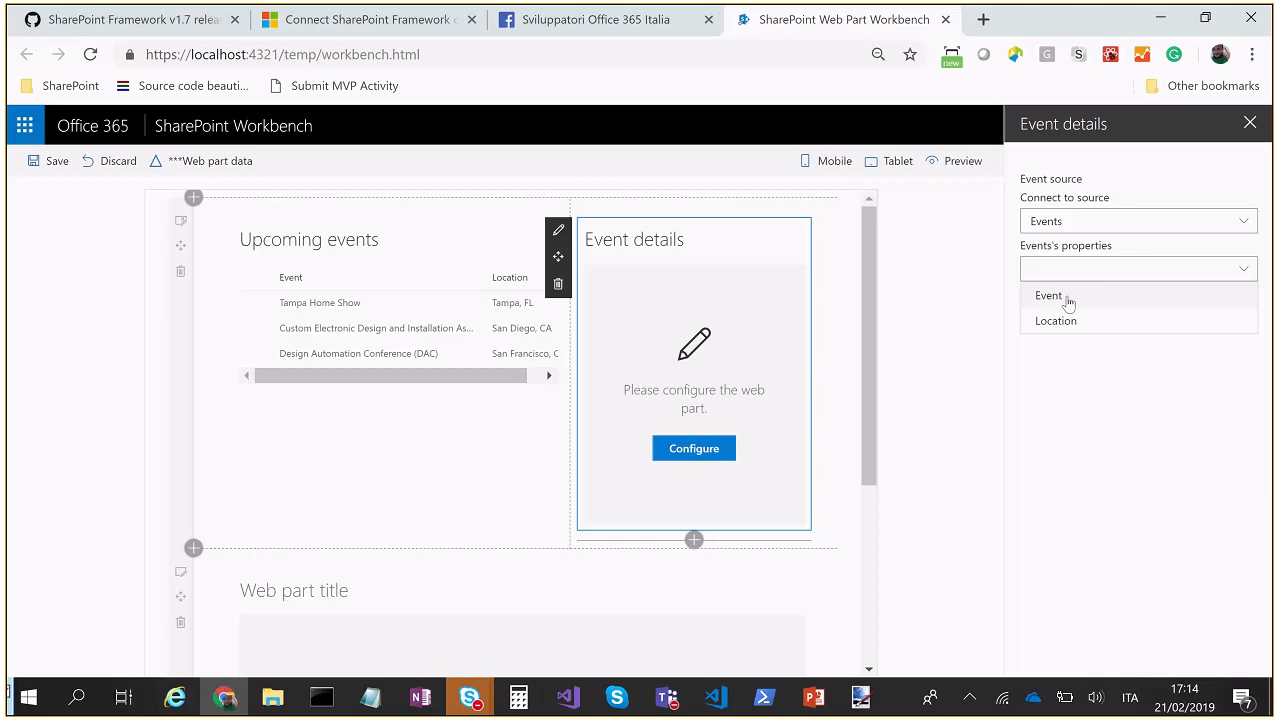 SharePoint Framework v1.7 relea
Connect SharePoint Framework c
Sviluppatori Office 365 Italia
SharePoint Web Part Workbench
https://localhost:4321/temp/workbench.html
new
G
S
SharePoint
Source code beauti...
Submit MVP Activity
Other bookmarks
Office 365
SharePoint Workbench
Event details
Save
Discard
***Web part data
Mobile
Tablet
Preview
Event source
Connect to source
Events
Events's properties
Event
Location
Upcoming events
Event
Location
Tampa Home Show
Tampa, FL
Custom Electronic Design and Installation As...
San Diego, CA
Design Automation Conference (DAC)
San Francisco, C
Event details
Please configure the web
part.
Configure
Web part title
ITA
17:14
21/02/2019
7